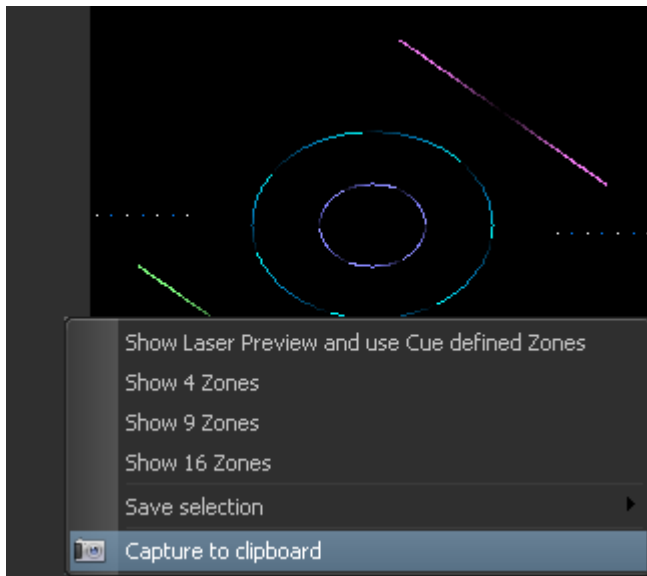 Show Laser Preview and use Cue defined Zones
Show 4 Zones
Show 9 Zones
Show 16 Zones
Save selection
Capture to clipboard